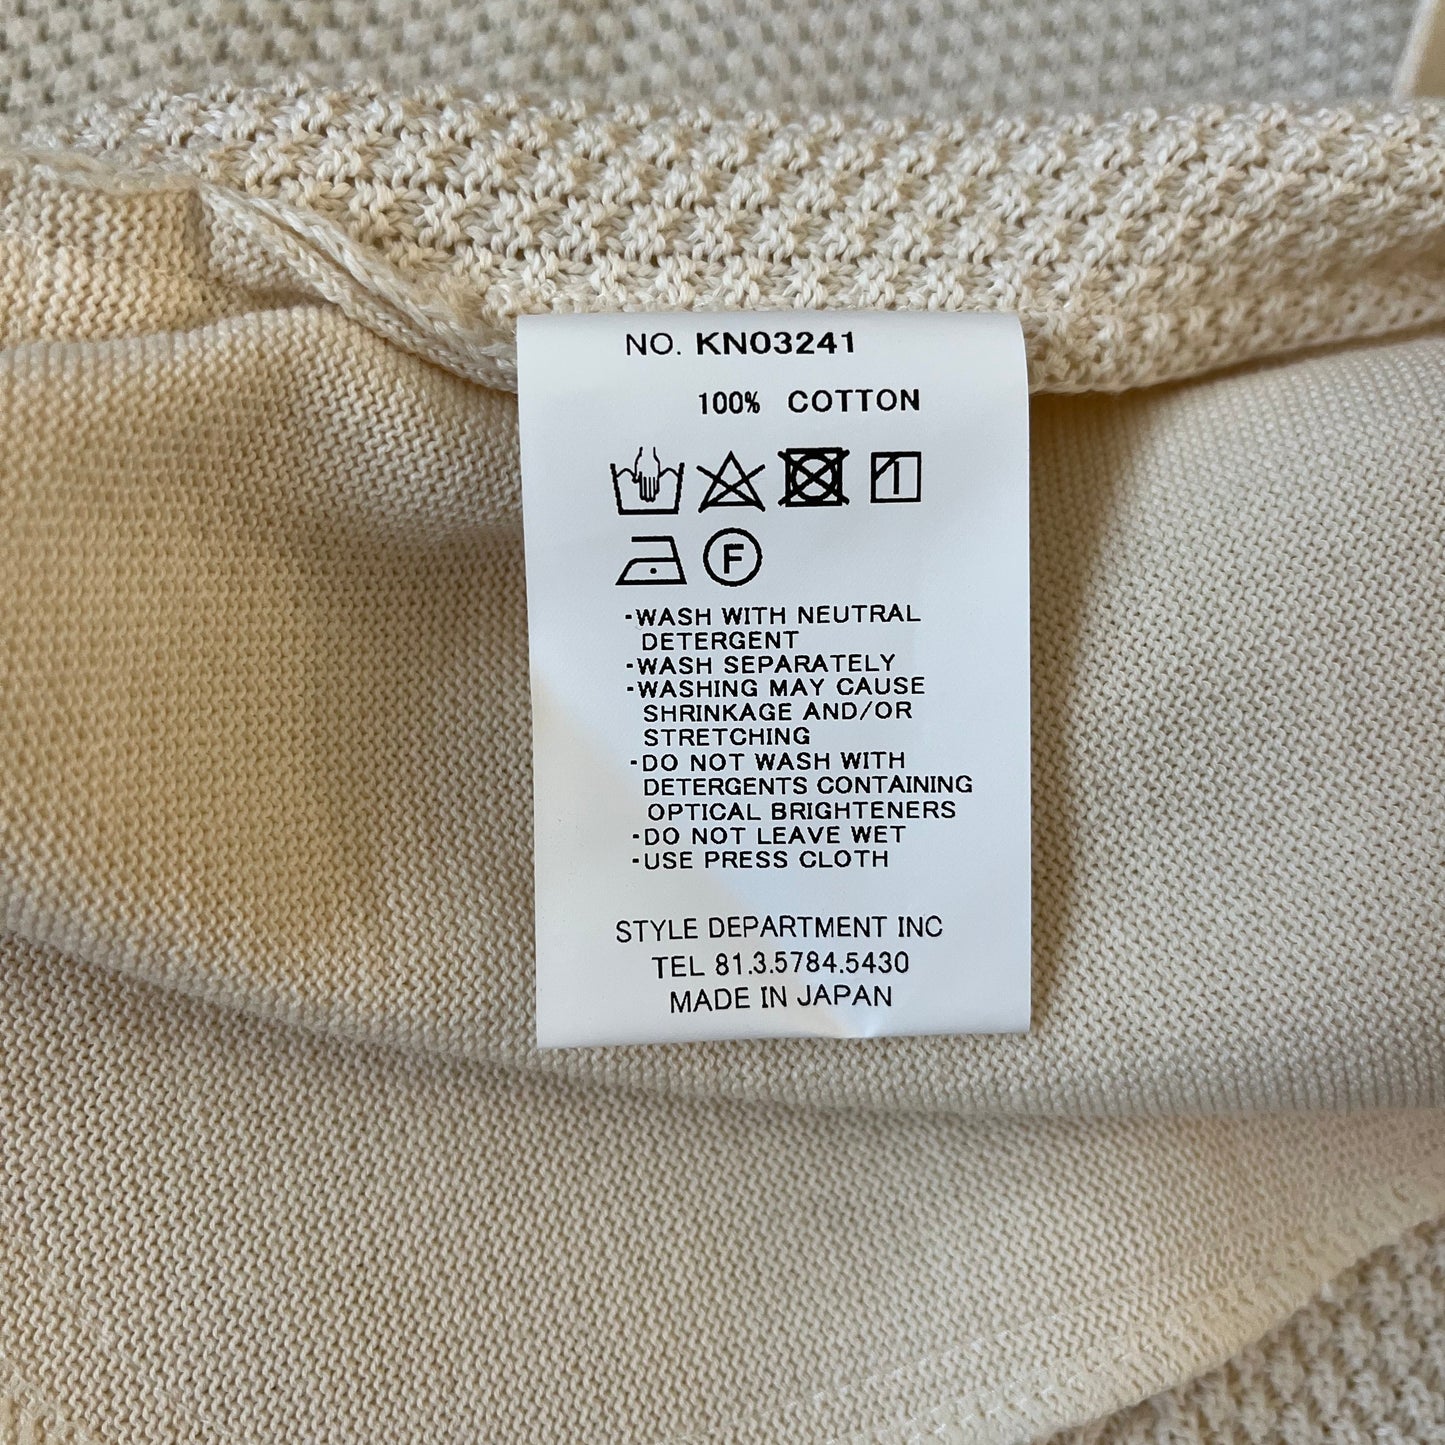 NO. KN03241
100% COTTON
F
-WASH WITH NEUTRAL
DETERGENT
-WASH SEPARATELY
-WASHING MAY CAUSE
SHRINKAGE AND/OR
STRETCHING
-DO NOT WASH WITH
DETERGENTS CONTAINING
OPTICAL BRIGHTENERS
-DO NOT LEAVE WET
-USE PRESS CLOTH
STYLE DEPARTMENT INC
TEL 81.3.5784.5430
MADE IN JAPAN